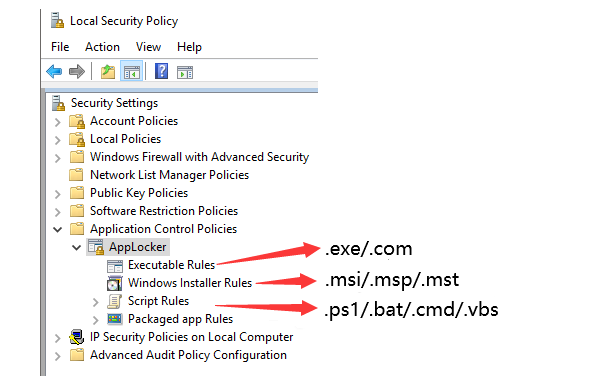 Local Security Policy
File Action View Help
Security Settings
Account Policies
Local Policies
Windows Firewall with Advanced Security
Network List Manager Policies
Public Key Policies
Software Restriction Policies
Application Control Policies
AppLocker
Executable Rules .exe/.com
Windows Installer Rules .msi/.msp/.mst
Script Rules .ps1/.bat/.cmd/.vbs
Packaged app Rules
IP Security Policies on Local Computer
Advanced Audit Policy Configuration